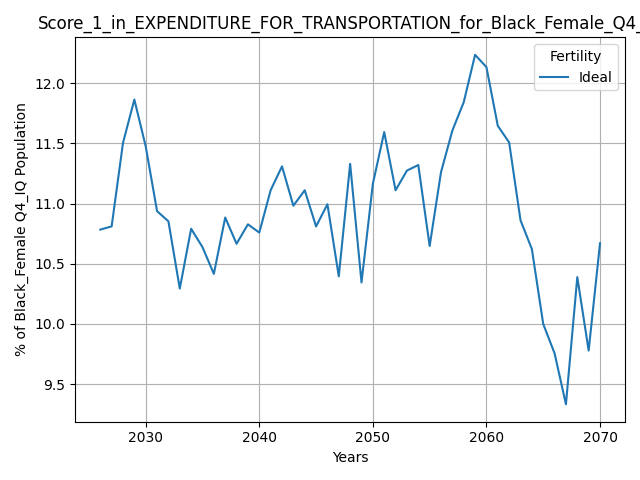 Score_1_in_EXPENDITURE_FOR_TRANSPORTATION_for_Black_Female_Q4_
Fertility
Ideal
12.0
11.5
11.0
10.5
10.0
9.5
% of Black_Female Q4_IQ Population
2030 2040 2050 2060 2070
Years